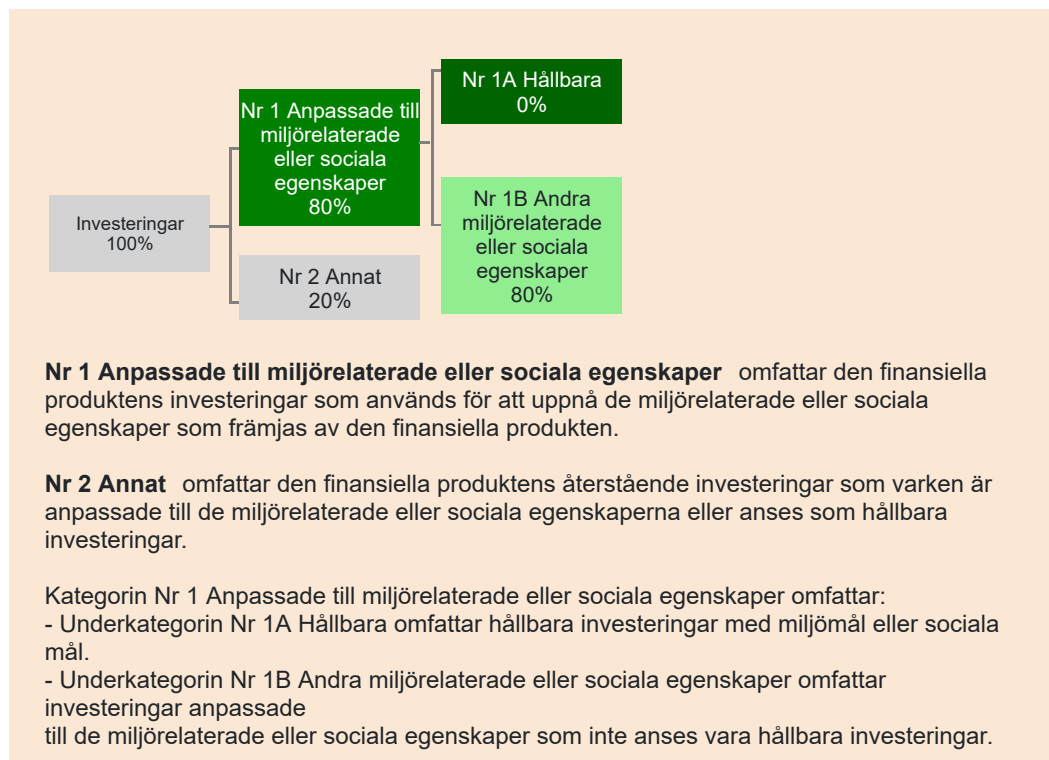 Nr 1A Hållbara
0%
Nr 1 Anpassade till
miljörelaterade
eller sociala
egenskaper
80%
Nr 1B Andra
miljörelaterade
eller sociala
egenskaper
80%
Investeringar
100%
Nr 2 Annat
20%
Nr 1 Anpassade till miljörelaterade eller sociala egenskaper omfattar den finansiella
produktens investeringar som används för att uppnå de miljörelaterade eller sociala
egenskaper som främjas av den finansiella produkten.
Nr 2 Annat omfattar den finansiella produktens återstående investeringar som varken är
anpassade till de miljörelaterade eller sociala egenskaperna eller anses som hållbara
investeringar.
Kategorin Nr 1 Anpassade till miljörelaterade eller sociala egenskaper omfattar:
- Underkategorin Nr 1A Hållbara omfattar hållbara investeringar med miljömål eller sociala
mål.
- Underkategorin Nr 1B Andra miljörelaterade eller sociala egenskaper omfattar
investeringar anpassade
till de miljörelaterade eller sociala egenskaper som inte anses vara hållbara investeringar.